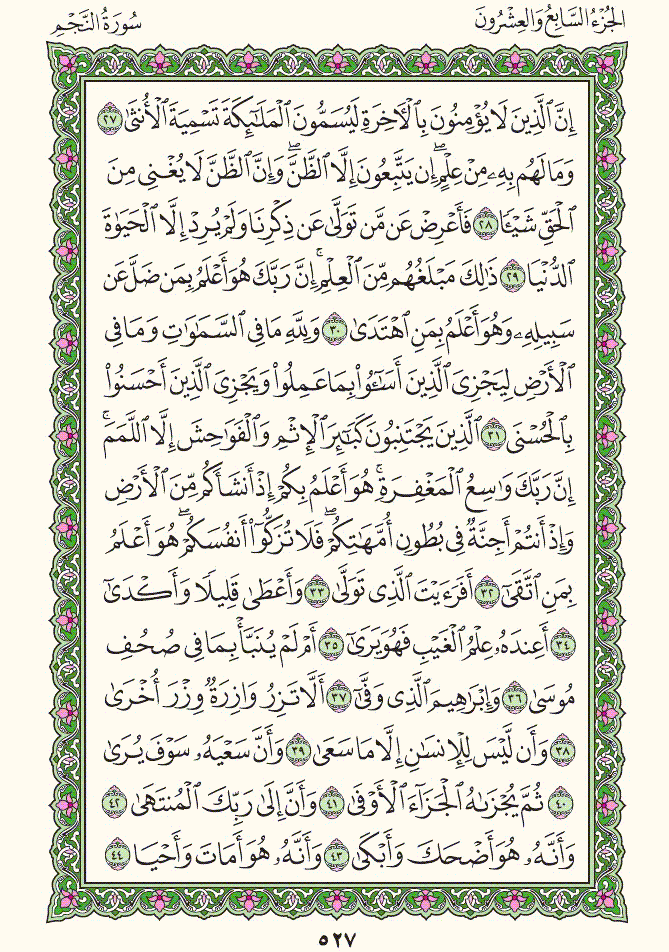 الجُزْءُ السَّابِعُ وَالعِشْرُونَ
سُورَةُ النَّجْمِ
إِنَّ ٱلَّذِينَ لَا يُؤْمِنُونَ بِٱلْأَخِرَةِ لَيُسَمُّونَ ٱلْمَلَـٰٓئِكَةَ تَسْمِيَةَ ٱلْأُنثَىٰ ٢٧
وَمَا لَهُم بِهِۦ مِنْ عِلْمٍ ۖ إِن يَتَّبِعُونَ إِلَّا ٱلظَّنَّ ۖ وَإِنَّ ٱلظَّنَّ لَا يُغْنِى مِنَ
ٱلْحَقِّ شَيْـًٔا ٢٨ فَأَعْرِضْ عَن مَّن تَوَلَّىٰ عَن ذِكْرِنَا وَلَمْ يُرِدْ إِلَّا ٱلْحَيَوٰةَ
ٱلدُّنْيَا ٢٩ ذَٰلِكَ مَبْلَغُهُم مِّنَ ٱلْعِلْمِ ۚ إِنَّ رَبَّكَ هُوَ أَعْلَمُ بِمَن ضَلَّ عَن
سَبِيلِهِۦ وَهُوَ أَعْلَمُ بِمَنِ ٱهْتَدَىٰ ٣٠ وَلِلَّهِ مَا فِى ٱلسَّمَـٰوَٰتِ وَمَا فِى
ٱلْأَرْضِ لِيَجْزِىَ ٱلَّذِينَ أَسَـٰٓـُٔوا۟ بِمَا عَمِلُوا۟ وَيَجْزِىَ ٱلَّذِينَ أَحْسَنُوا۟
بِٱلْحُسْنَى ٣١ ٱلَّذِينَ يَجْتَنِبُونَ كَبَـٰٓئِرَ ٱلْإِثْمِ وَٱلْفَوَٰحِشَ إِلَّا ٱللَّمَمَ ۚ
إِنَّ رَبَّكَ وَٰسِعُ ٱلْمَغْفِرَةِ ۚ هُوَ أَعْلَمُ بِكُمْ إِذْ أَنشَأَكُم مِّنَ ٱلْأَرْضِ
وَإِذْ أَنتُمْ أَجِنَّةٌ فِى بُطُونِ أُمَّهَـٰتِكُمْ ۖ فَلَا تُزَكُّوٓا۟ أَنفُسَكُمْ ۖ هُوَ أَعْلَمُ
بِمَنِ ٱتَّقَىٰٓ ٣٢ أَفَرَءَيْتَ ٱلَّذِى تَوَلَّىٰ ٣٣ وَأَعْطَىٰ قَلِيلًا وَأَكْدَىٰٓ
٣٤ أَعِندَهُۥ عِلْمُ ٱلْغَيْبِ فَهُوَ يَرَىٰٓ ٣٥ أَمْ لَمْ يُنَبَّأْ بِمَا فِى صُحُفِ
مُوسَىٰ ٣٦ وَإِبْرَٰهِيمَ ٱلَّذِى وَفَّىٰٓ ٣٧ أَلَّا تَزِرُ وَازِرَةٌ وِزْرَ أُخْرَىٰ
٣٨ وَأَن لَّيْسَ لِلْإِنسَـٰنِ إِلَّا مَا سَعَىٰ ٣٩ وَأَنَّ سَعْيَهُۥ سَوْفَ يُرَىٰ
٤٠ ثُمَّ يُجْزَىٰهُ ٱلْجَزَآءَ ٱلْأَوْفَىٰ ٤١ وَأَنَّ إِلَىٰ رَبِّكَ ٱلْمُنتَهَىٰ ٤٢
وَأَنَّهُۥ هُوَ أَضْحَكَ وَأَبْكَىٰ ٤٣ وَأَنَّهُۥ هُوَ أَمَاتَ وَأَحْيَا ٤٤
٥٢٧